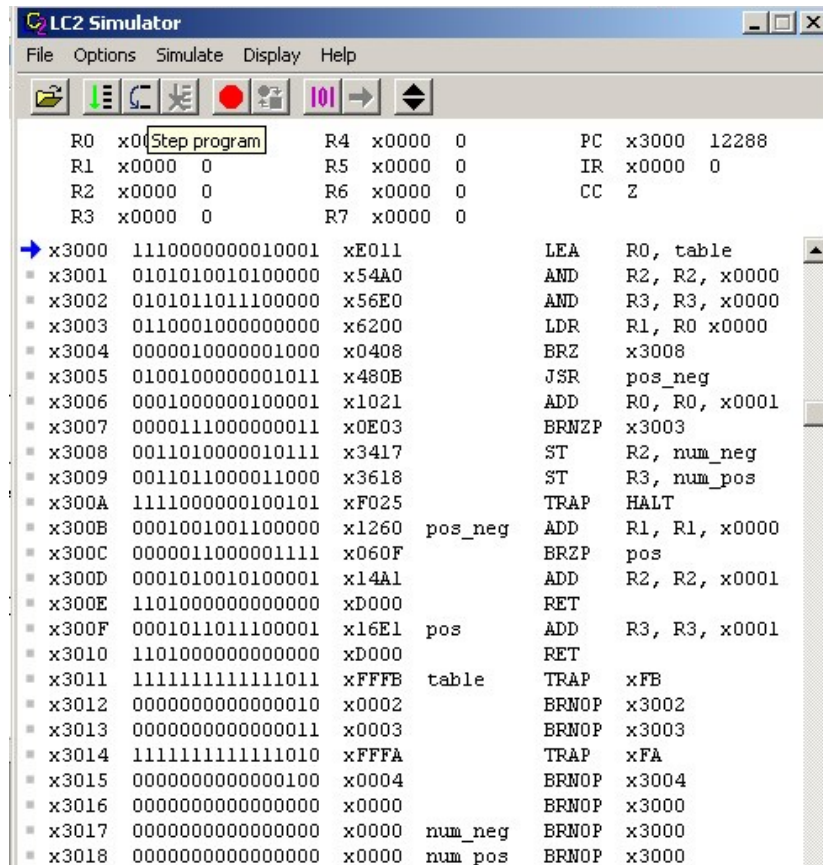 LC2 Simulator
File Options Simulate Display Help
R0 x00 Step program R4 x0000 0 PC x3000 12288
R1 x0000 0 R5 x0000 0 IR x0000 0
R2 x0000 0 R6 x0000 0 CC Z
R3 x0000 0 R7 x0000 0
x3000 1110000000010001 xE011 LEA R0, table
x3001 0101010010100000 x54A0 AND R2, R2, x0000
x3002 0101011011100000 x56E0 AND R3, R3, x0000
x3003 0110001000000000 x6200 LDR R1, R0 x0000
x3004 0000010000001000 x0408 BRZ x3008
x3005 0100100000001011 x480B JSR pos_neg
x3006 0001000000100001 x1021 ADD R0, R0, x0001
x3007 0000111000000011 x0E03 BRNZP x3003
x3008 0011010000010111 x3417 ST R2, num_neg
x3009 0011011000011000 x3618 ST R3, num_pos
x300A 1111000000100101 xF025 TRAP HALT
x300B 0001001001100000 x1260 pos_neg ADD R1, R1, x0000
x300C 0000011000001111 x060F BRZP pos
x300D 0001010010100001 x14A1 ADD R2, R2, x0001
x300E 1101000000000000 xD000 RET
x300F 0001011011100001 x16E1 pos ADD R3, R3, x0001
x3010 1101000000000000 xD000 RET
x3011 1111111111111011 xFFFB table TRAP xFB
x3012 0000000000000010 x0002 BRNOP x3002
x3013 0000000000000011 x0003 BRNOP x3003
x3014 1111111111111010 xFFFA TRAP xFA
x3015 0000000000000100 x0004 BRNOP x3004
x3016 0000000000000000 x0000 BRNOP x3000
x3017 0000000000000000 x0000 num_neg BRNOP x3000
x3018 0000000000000000 x0000 num_pos BRNOP x3000